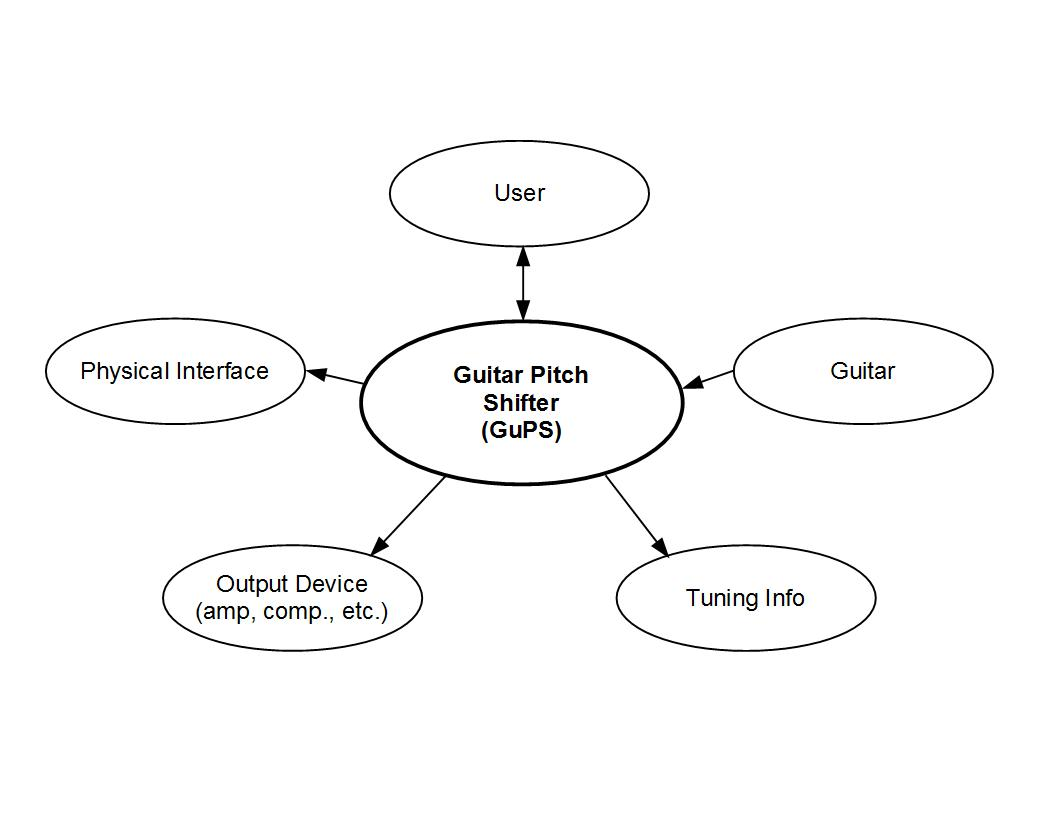 User
Physical Interface
Guitar Pitch
Shifter
(GuPS)
Guitar
Output Device
(amp, comp., etc.)
Tuning Info